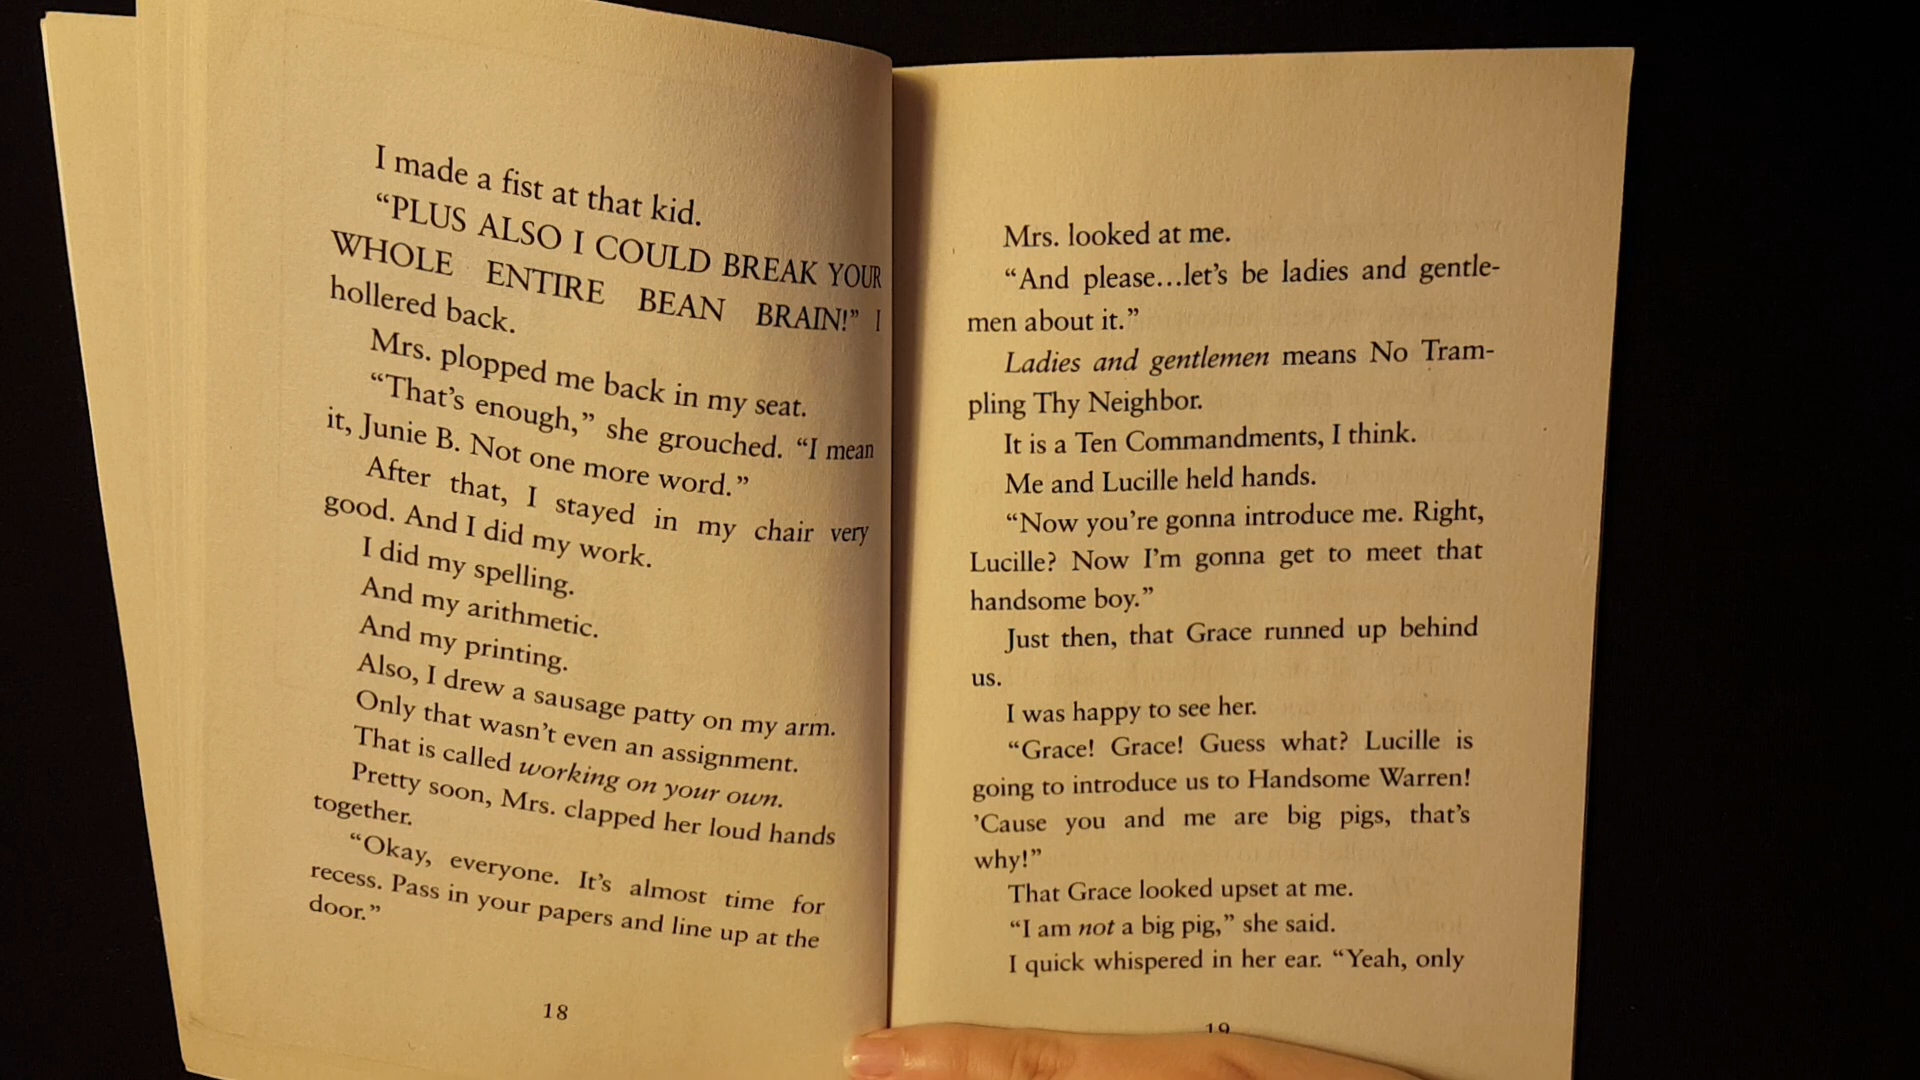 I made a fist at that kid.
“PLUS ALSO I COULD BREAK YOUR
WHOLE ENTIRE BEAN BRAIN!” I
hollered back.
Mrs. plopped me back in my seat.
“That’s enough,” she grouched. “I mean
it, Junie B. Not one more word.”
After that, I stayed in my chair very
good. And I did my work.
I did my spelling.
And my arithmetic.
And my printing.
Also, I drew a sausage patty on my arm.
Only that wasn’t even an assignment.
That is called working on your own.
Pretty soon, Mrs. clapped her loud hands
together.
“Okay, everyone. It’s almost time for
recess. Pass in your papers and line up at the
door.”
18
Mrs. looked at me.
“And please...let’s be ladies and gentle-
men about it.”
Ladies and gentlemen means No Tram-
pling Thy Neighbor.
It is a Ten Commandments, I think.
Me and Lucille held hands.
“Now you’re gonna introduce me. Right,
Lucille? Now I’m gonna get to meet that
handsome boy.”
Just then, that Grace runned up behind
us.
I was happy to see her.
“Grace! Grace! Guess what? Lucille is
going to introduce us to Handsome Warren!
’Cause you and me are big pigs, that’s
why!”
That Grace looked upset at me.
“I am not a big pig,” she said.
I quick whispered in her ear. “Yeah, only
19